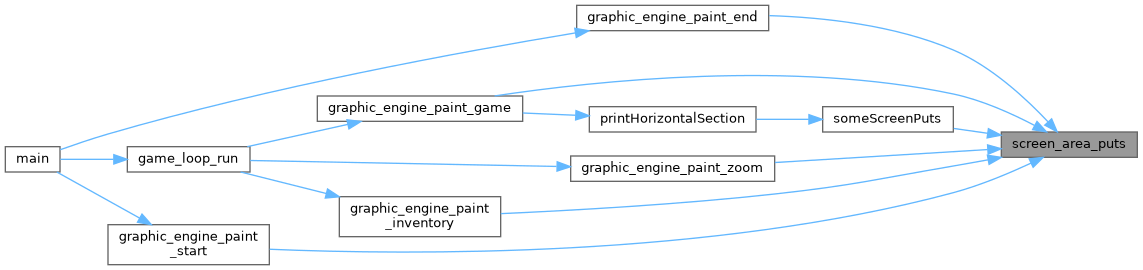 graphic_engine_paint_end
graphic_engine_paint_game
printHorizontalSection
someScreenPuts
screen_area_puts
main
game_loop_run
graphic_engine_paint_zoom
graphic_engine_paint
_inventory
graphic_engine_paint
_start